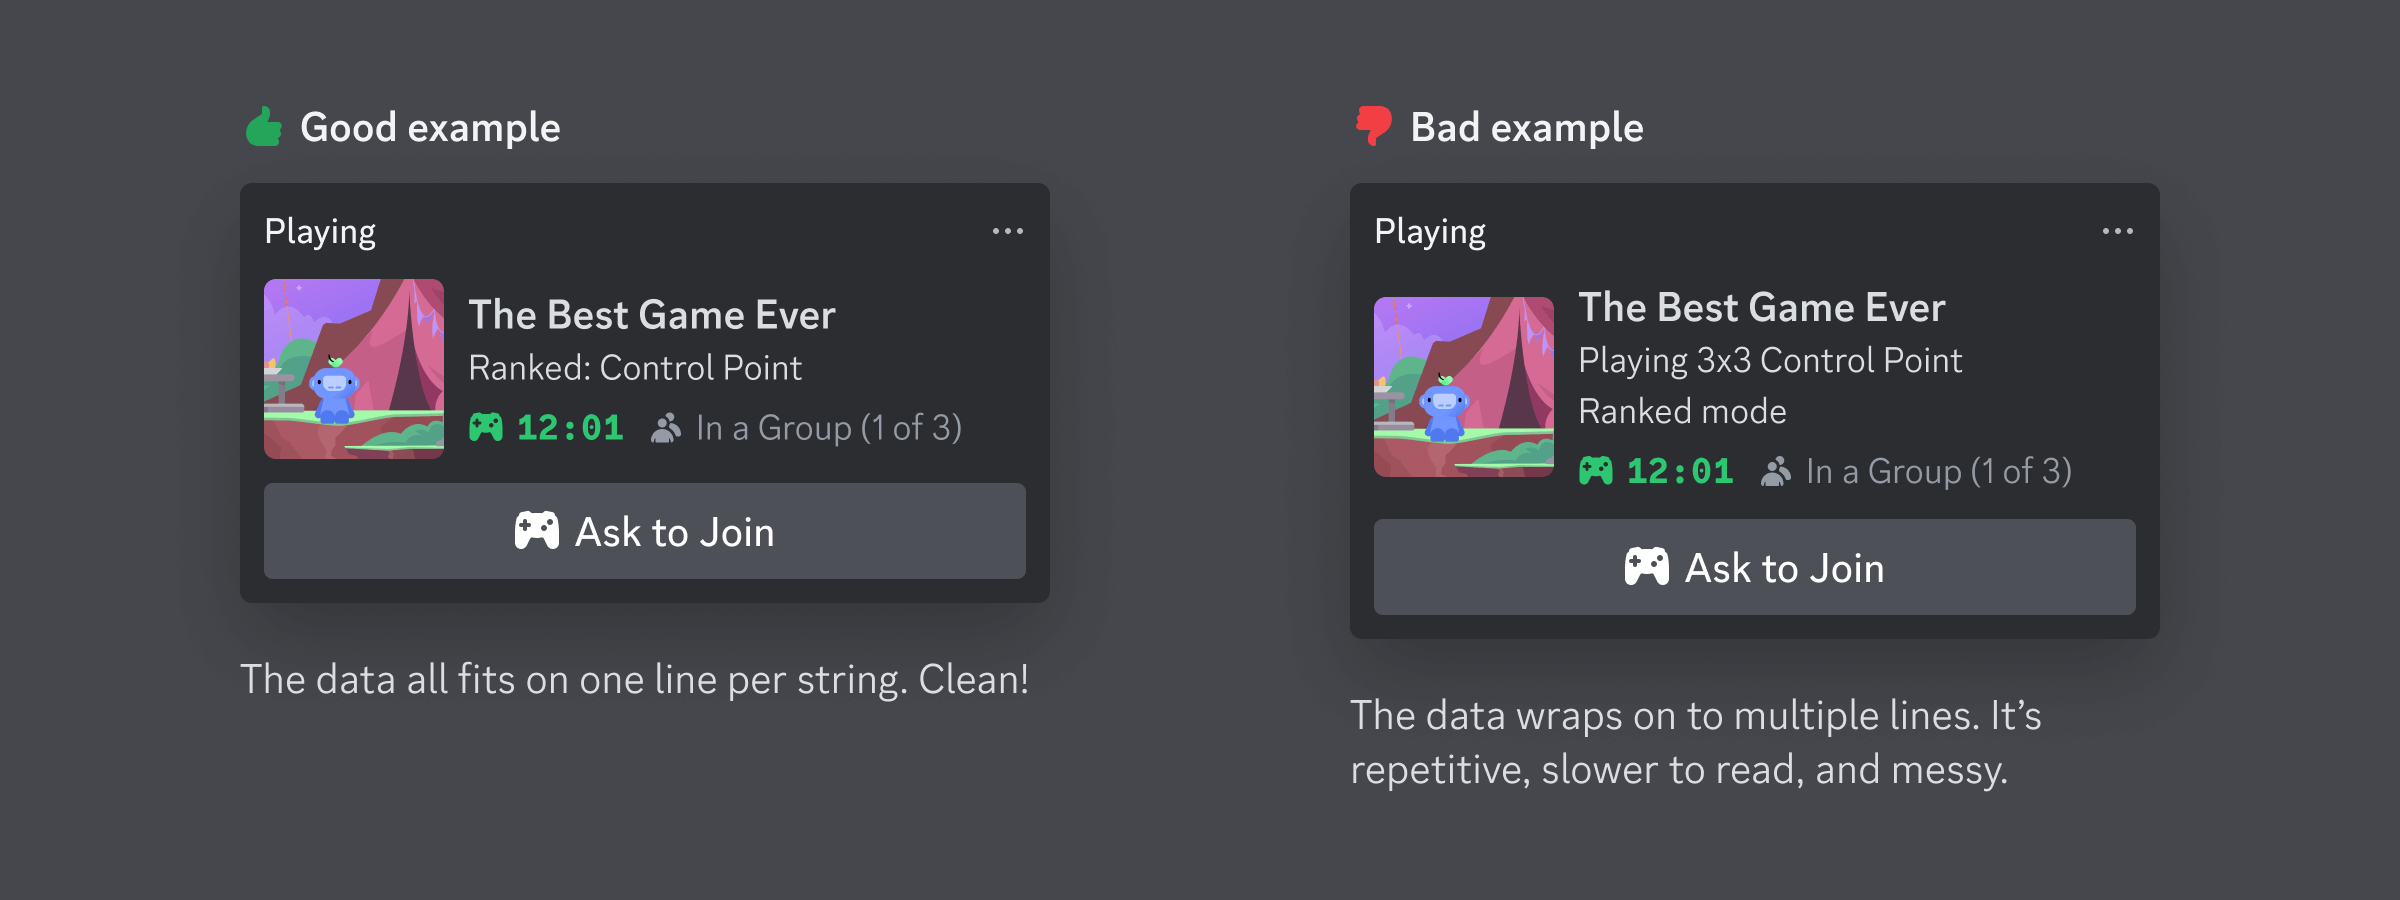 Good example
Playing
The Best Game Ever
Ranked: Control Point
12:01 In a Group (1 of 3)
Ask to Join
The data all fits on one line per string. Clean!
Bad example
Playing
The Best Game Ever
Playing 3x3 Control Point
Ranked mode
12:01 In a Group (1 of 3)
Ask to Join
The data wraps on to multiple lines. It’s
repetitive, slower to read, and messy.